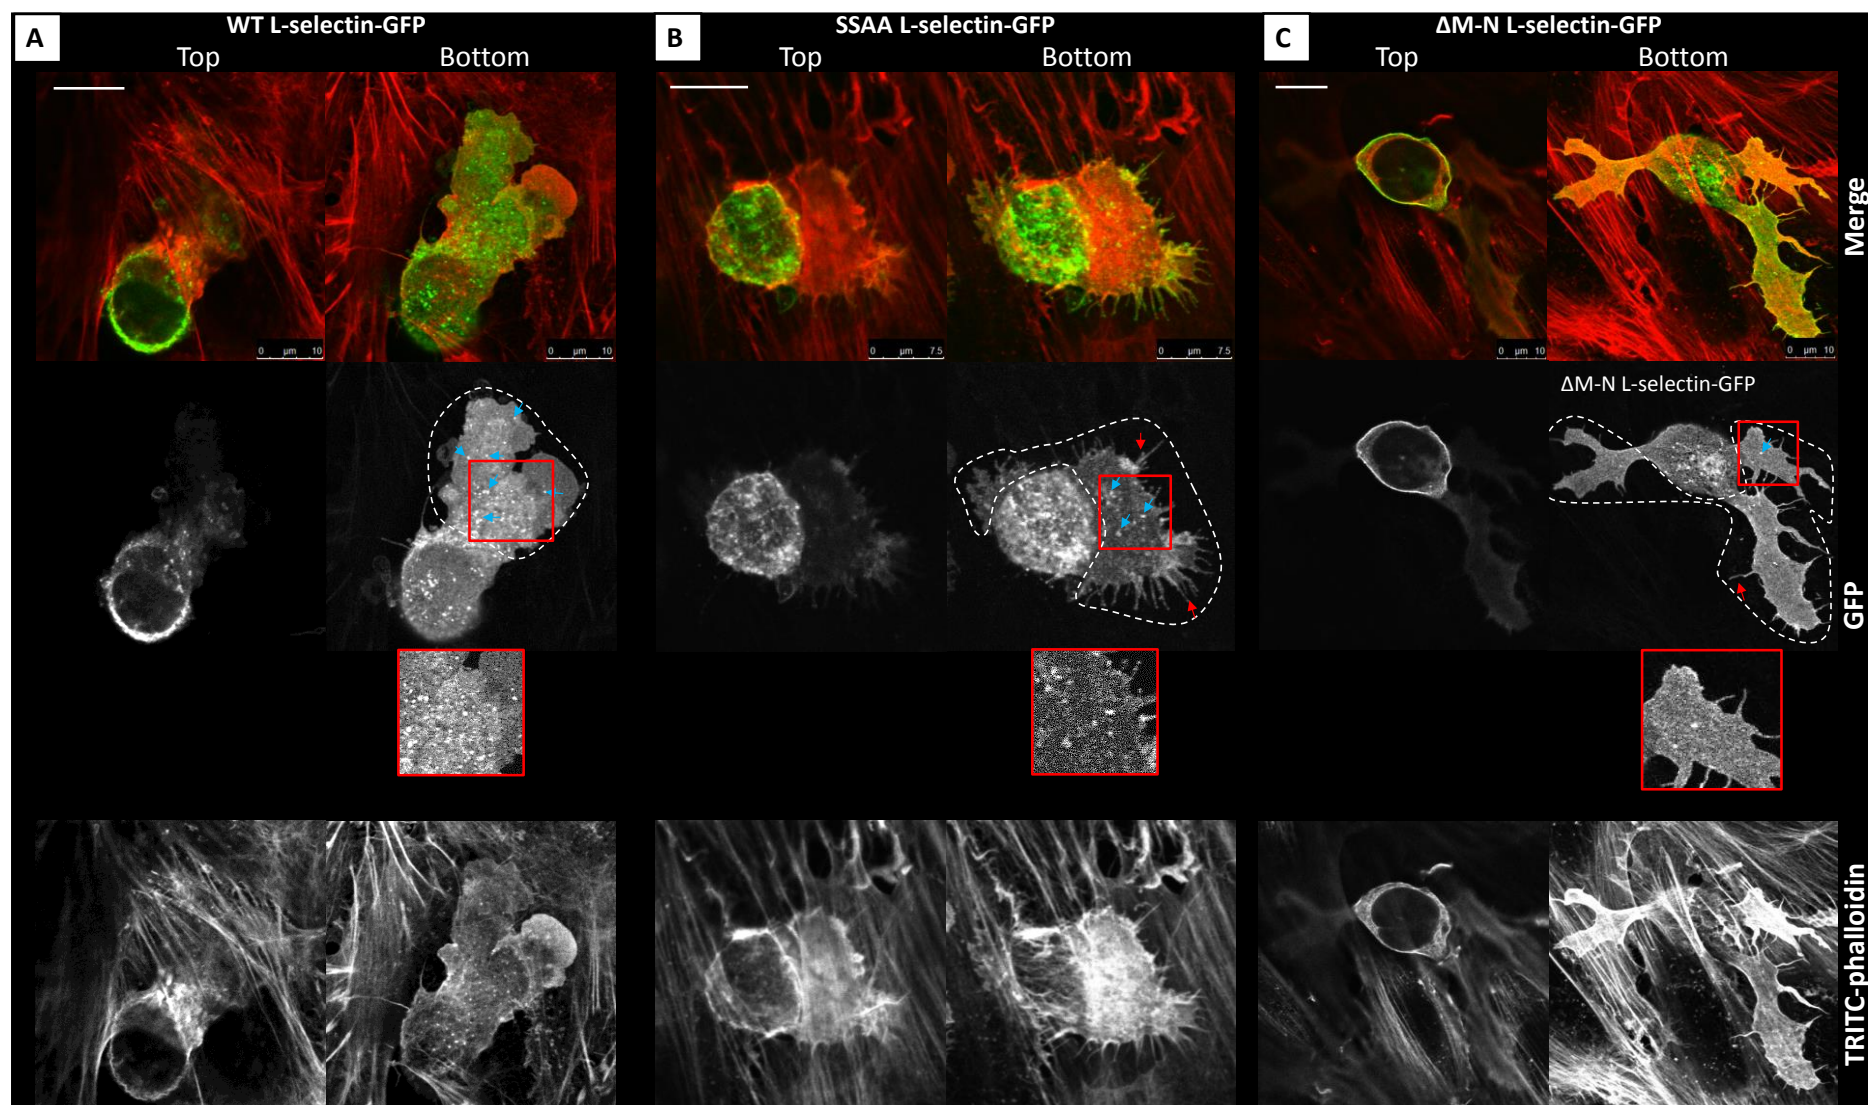 A
WT L-selectin-GFP
Top
Bottom
B
SSAA L-selectin-GFP
Top
Bottom
C
ΔM-N L-selectin-GFP
Top
Bottom
Merge
0 µm 10
0 µm 10
0 µm 7.5
0 µm 7.5
0 µm 10
0 µm 10
ΔM-N L-selectin-GFP
GFP
TRITC-phalloidin